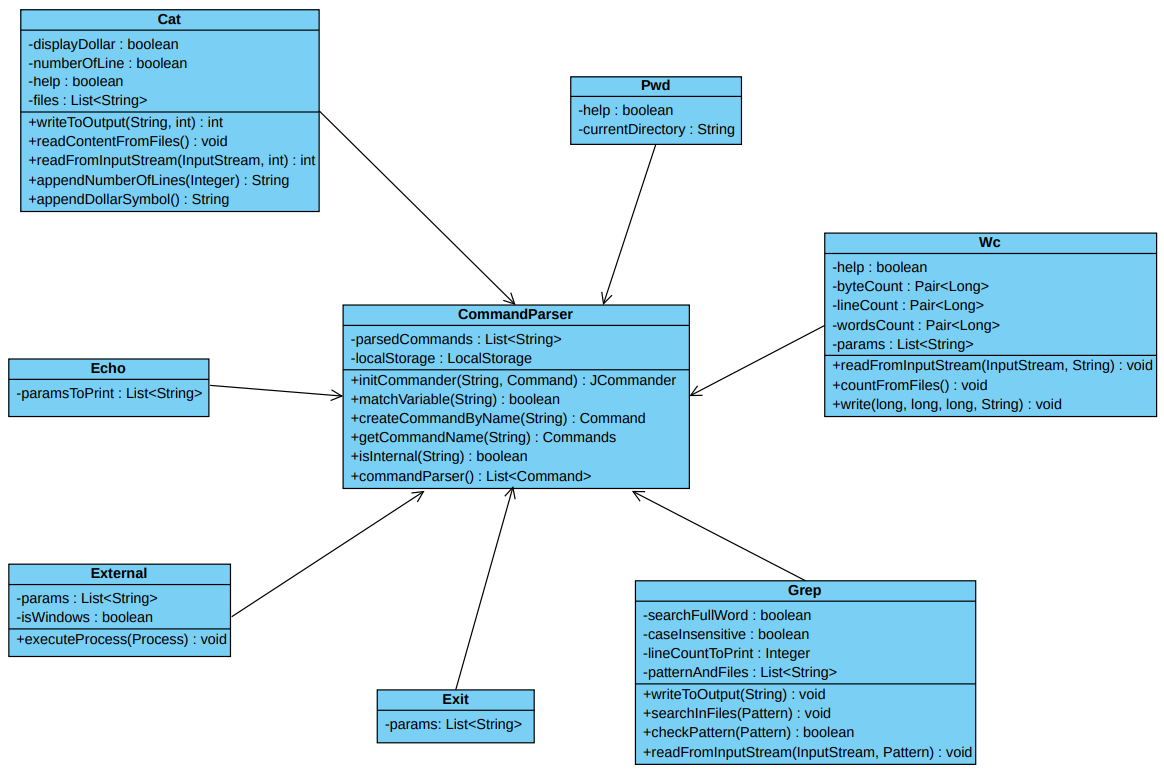 Cat
-displayDollar : boolean
-numberOfLine : boolean
-help : boolean
-files : List<String>
+writeToOutput(String, int) : int
+readContentFromFiles() : void
+readFromInputStream(InputStream, int) : int
+appendNumberOfLines(Integer) : String
+appendDollarSymbol() : String
Pwd
-help : boolean
-currentDirectory : String
Wc
-help : boolean
-byteCount : Pair<Long>
-lineCount : Pair<Long>
-wordsCount : Pair<Long>
-params : List<String>
+readFromInputStream(InputStream, String) : void
+countFromFiles() : void
+write(long, long, long, String) : void
CommandParser
-parsedCommands : List<String>
-localStorage : LocalStorage
+initCommander(String, Command) : JCommander
+matchVariable(String) : boolean
+createCommandByName(String) : Command
+getCommandName(String) : Commands
+isInternal(String) : boolean
+commandParser() : List<Command>
Echo
-paramsToPrint : List<String>
External
-params : List<String>
-isWindows : boolean
+executeProcess(Process) : void
Exit
-params: List<String>
Grep
-searchFullWord : boolean
-caseInsensitive : boolean
-lineCountToPrint : Integer
-patternAndFiles : List<String>
+writeToOutput(String) : void
+searchInFiles(Pattern) : void
+checkPattern(Pattern) : boolean
+readFromInputStream(InputStream, Pattern) : void